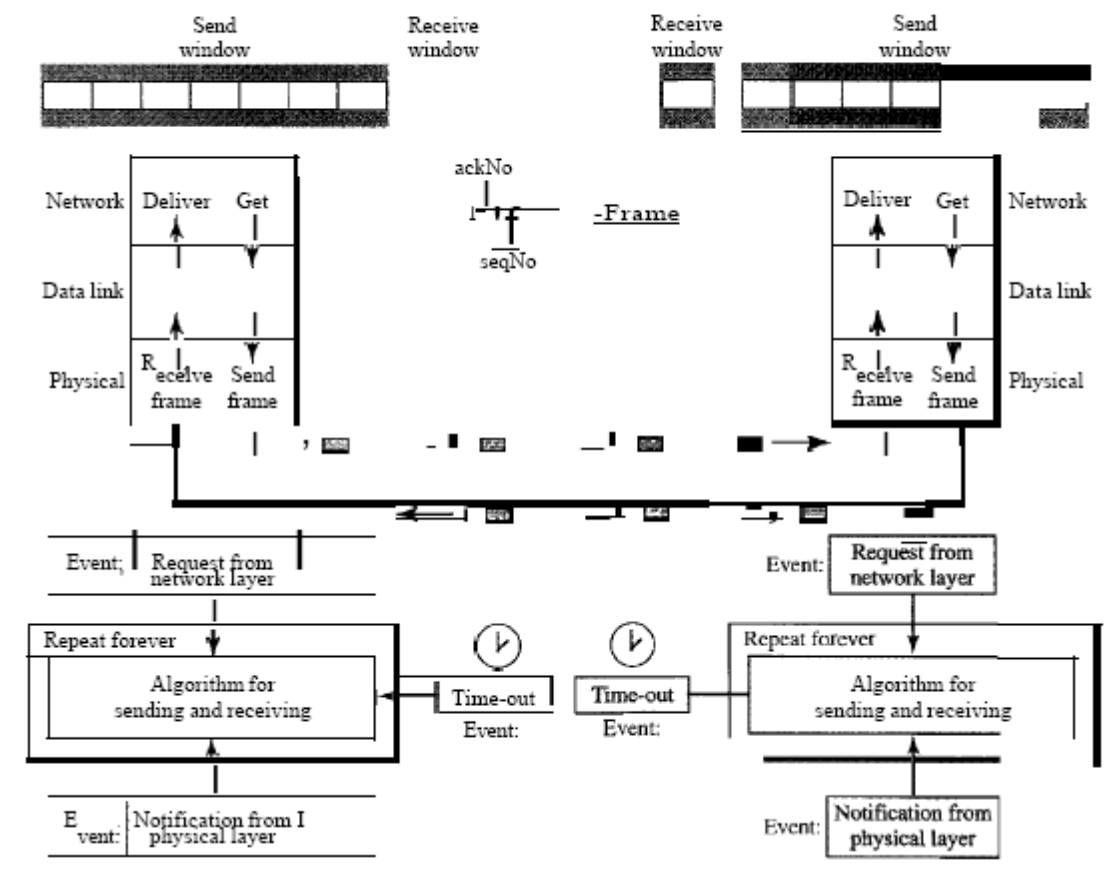 Send
window
Receive
window
Receive
window
Send
window
Network
Deliver
Get
Data link
Physical
Receive
frame
Send
frame
ackNo
-Frame
seqNo
Deliver
Get
Network
Data link
Receive
frame
Send
frame
Physical
Event;
Request from
network layer
Repeat forever
Algorithm for
sending and receiving
Time-out
Event:
Event:
Notification from I
physical layer
Event:
Request from
network layer
Time-out
Event:
Repeat forever
Algorithm for
sending and receiving
Event:
Notification from
physical layer